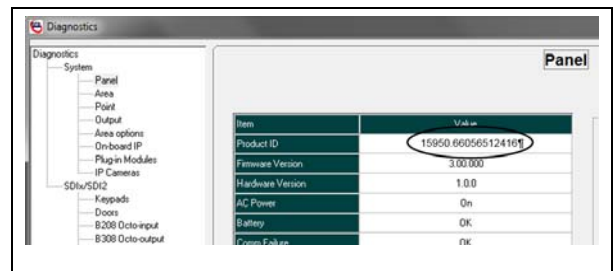 Diagnostics
Diagnostics
System
Panel
Area
Point
Output
Area options
On-board IP
Plug-in Modules
IP Cameras
SDIx/SDI2
Keypads
Doors
B208 Octo-input
B308 Octo-output
Panel
Item Value
Product ID 15950.66056512416¶
Firmware Version 3.00.000
Hardware Version 1.0.0
AC Power On
Battery OK
Comm Failure OK